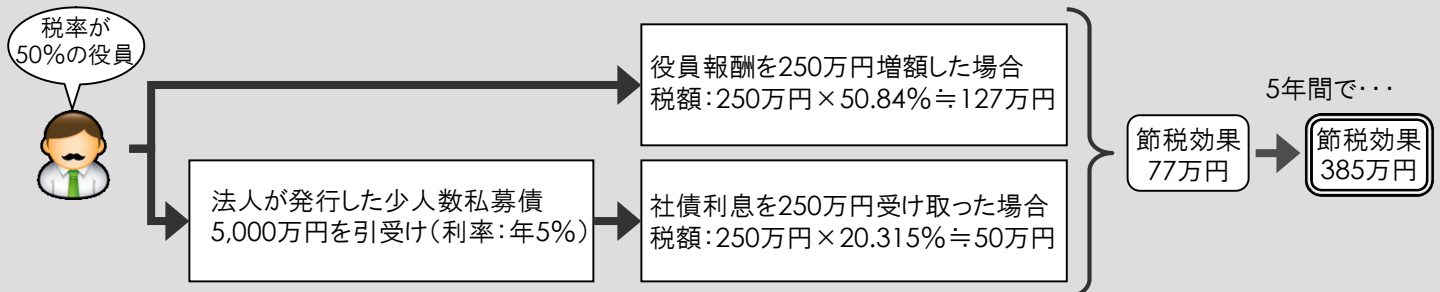 税率が
50%の役員
役員報酬を250万円増額した場合
税額：250万円×50.84%≒127万円
法人が発行した少人数私募債
5,000万円を引受け（利率：年5%）
社債利息を250万円受け取った場合
税額：250万円×20.315%≒50万円
節税効果
77万円
5年間で･･･
節税効果
385万円